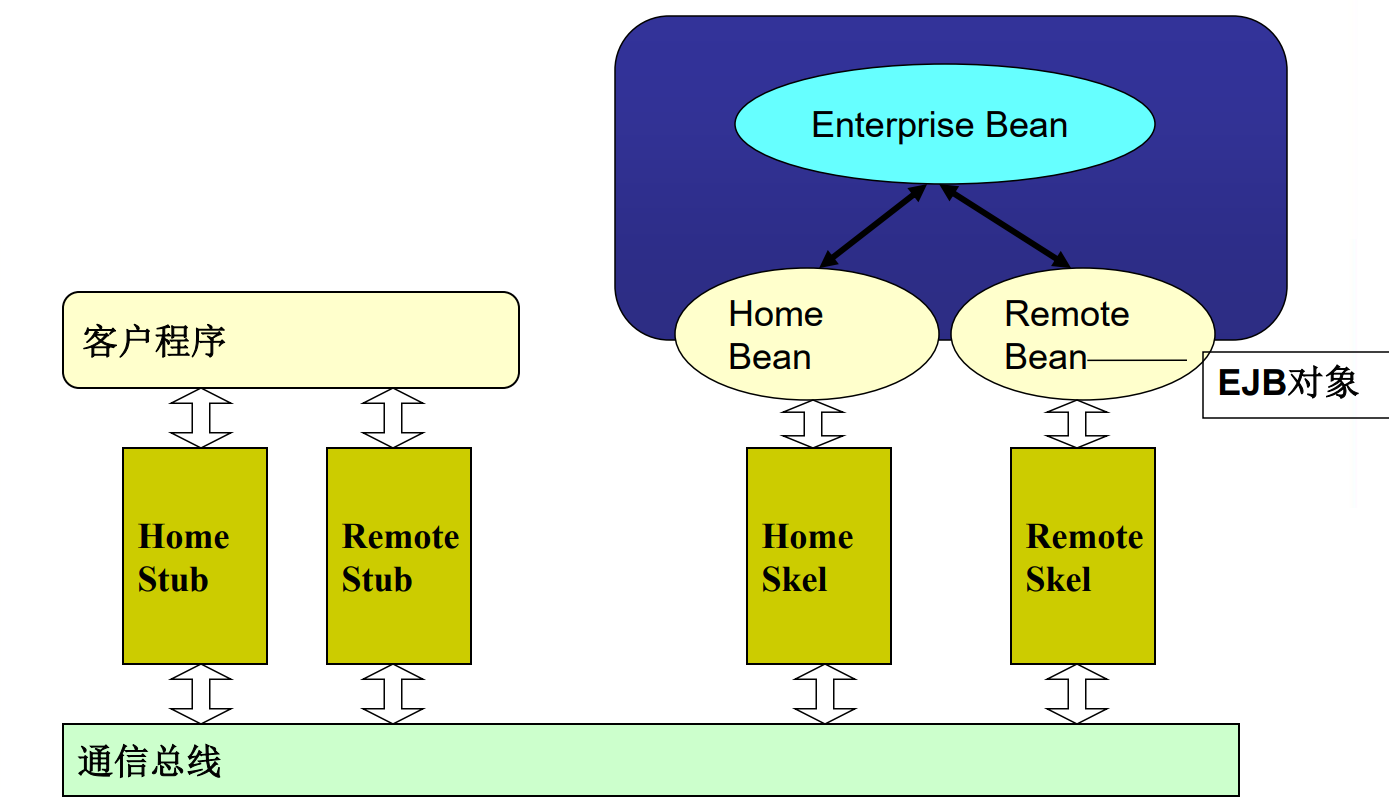 Enterprise Bean
Home
Bean
Remote
Bean
EJB对象
客户程序
Home
Stub
Remote
Stub
Home
Skel
Remote
Skel
通信总线